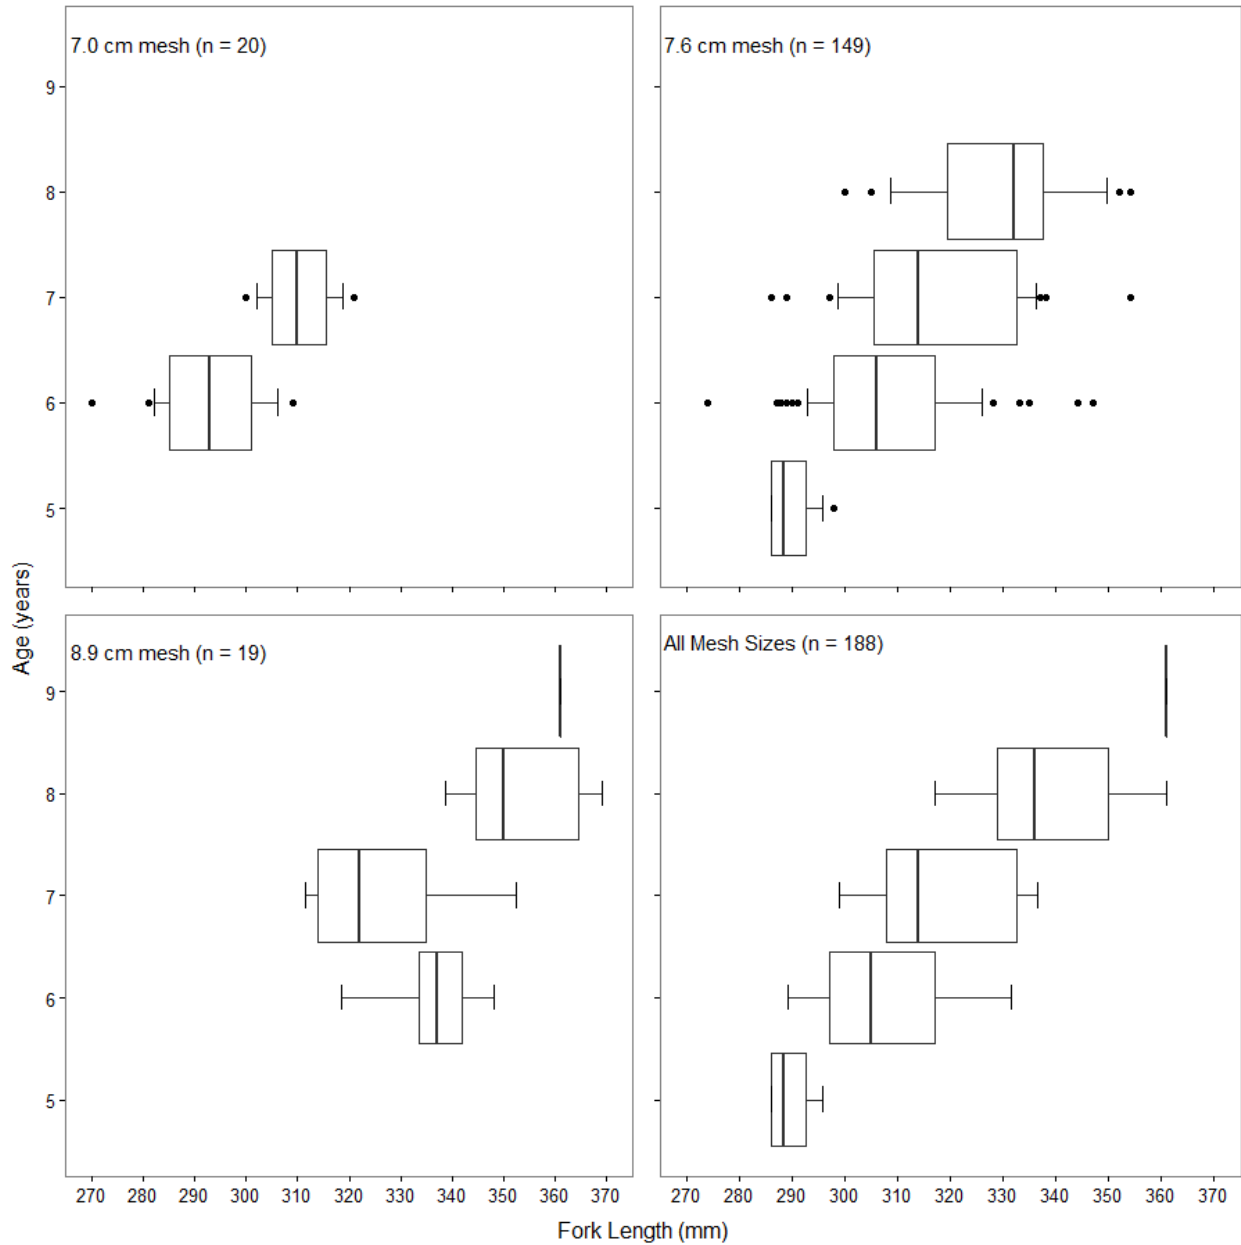 7.0 cm mesh (n = 20)
7.6 cm mesh (n = 149)
9
8
7
6
5
Age (years)
8.9 cm mesh (n = 19)
All Mesh Sizes (n = 188)
9
8
7
6
5
270 280 290 300 310 320 330 340 350 360 370
270 280 290 300 310 320 330 340 350 360 370
Fork Length (mm)